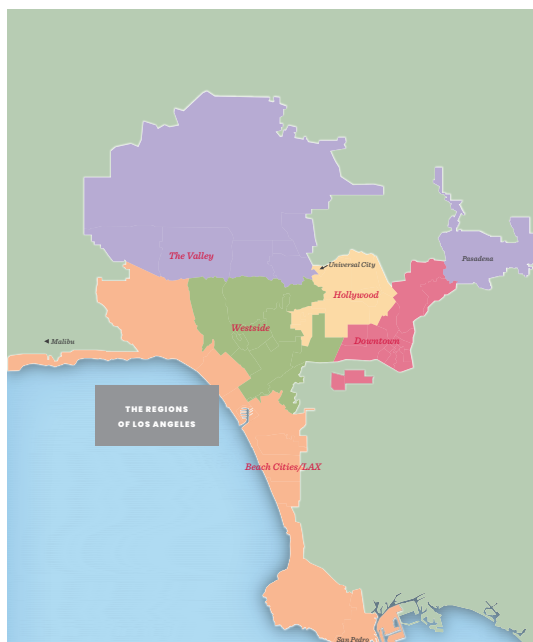 The Valley
Pasadena
Universal City
Hollywood
Westside
Downtown
Malibu
THE REGIONS
OF LOS ANGELES
Beach Cities/LAX
San Pedro